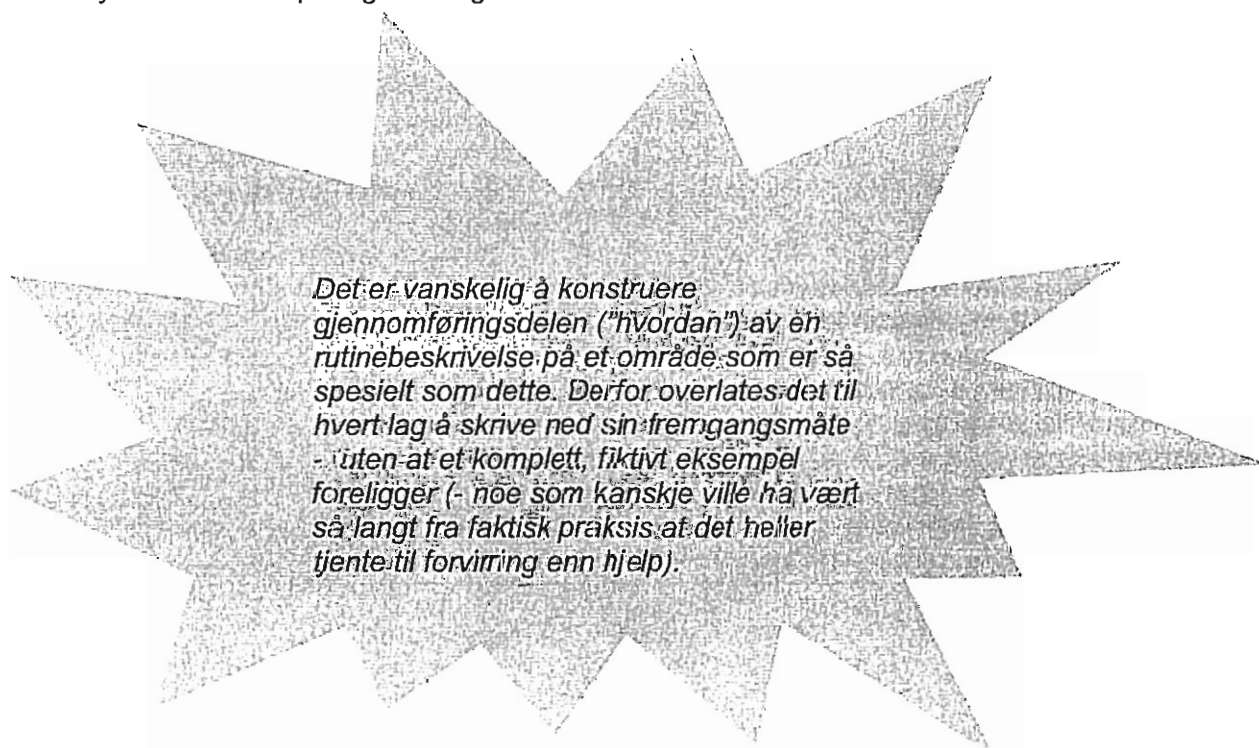 Det er vanskelig å konstruere
gjennomføringsdelen ("hvordan") av en
rutinebeskrivelse på et område som er så
spesielt som dette. Derfor overlates det til
hvert lag å skrive ned sin fremgangsmåte
- uten at et komplett, fiktivt eksempel
foreligger (- noe som kanskje ville ha vært
så langt fra faktisk praksis at det heller
tjente til forvirring enn hjelp).